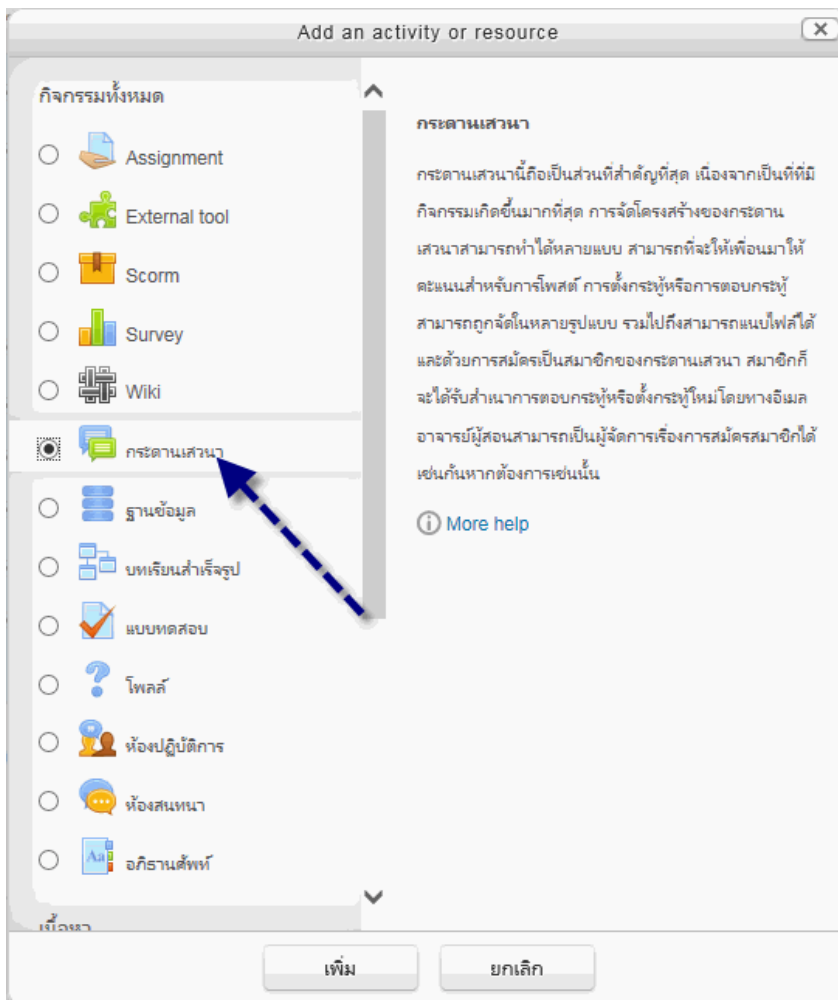 Add an activity or resource
กิจกรรมทั้งหมด
Assignment
External tool
Scorm
Survey
Wiki
กระดานเสวนา
ฐานข้อมูล
บทเรียนสำเร็จรูป
แบบทดสอบ
โพลล์
ห้องปฏิบัติการ
ห้องสนทนา
อภิธานศัพท์
เนื้อหา
กระดานเสวนา
กระดานเสวนานี้ถือเป็นส่วนที่สำคัญที่สุด เนื่องจากเป็นที่ที่มี
กิจกรรมเกิดขึ้นมากที่สุด การจัดโครงสร้างของกระดาน
เสวนาสามารถทำได้หลายแบบ สามารถที่จะให้เพื่อนมาให้
คะแนนสำหรับการโพสต์ การตั้งกระทู้หรือการตอบกระทู้
สามารถถูกจัดในหลายรูปแบบ รวมไปถึงสามารถแนบไฟล์ได้
และด้วยการสมัครเป็นสมาชิกของกระดานเสวนา สมาชิกก็
จะได้รับสำเนาการตอบกระทู้หรือตั้งกระทู้ใหม่โดยทางอีเมล
อาจารย์ผู้สอนสามารถเป็นผู้จัดการเรื่องการสมัครสมาชิกได้
เช่นกันหากต้องการเช่นนั้น
More help
เพิ่ม
ยกเลิก